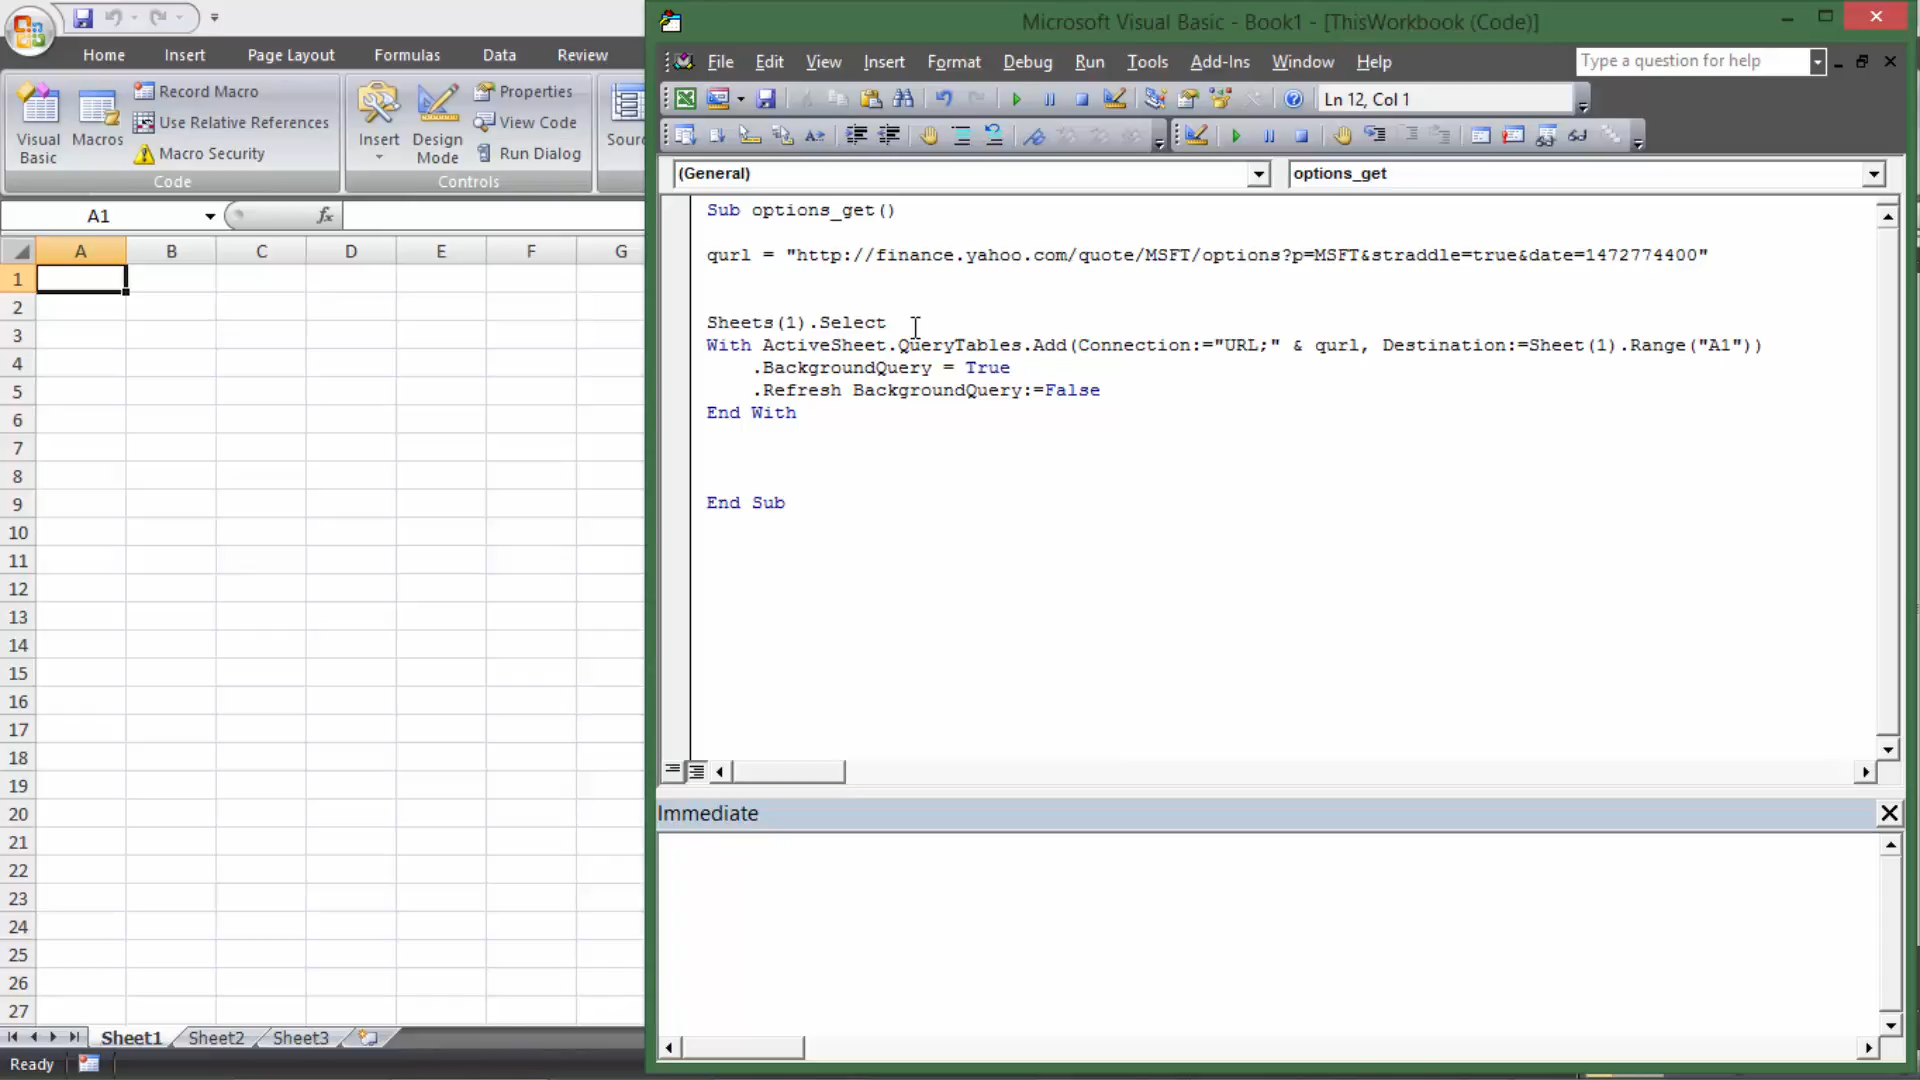 Microsoft Visual Basic - Book1 - [ThisWorkbook (Code)]
Home Insert Page Layout Formulas Data Review
File Edit View Insert Format Debug Run Tools Add-Ins Window Help
Type a question for help
Visual Basic
Macros
Record Macro
Use Relative References
Macro Security
Code
Insert
Design Mode
Properties
View Code
Run Dialog
Controls
Sour
Ln 12, Col 1
(General)
options_get
A1
fx
A B C D E F G
1
2
3
4
5
6
7
8
9
10
11
12
13
14
15
16
17
18
19
20
21
22
23
24
25
26
27
Sub options_get()
qurl = "http://finance.yahoo.com/quote/MSFT/options?p=MSFT&straddle=true&date=1472774400"
Sheets(1).Select
With ActiveSheet.QueryTables.Add(Connection:="URL;" & qurl, Destination:=Sheet(1).Range("A1"))
.BackgroundQuery = True
.Refresh BackgroundQuery:=False
End With
End Sub
Immediate
Sheet1 Sheet2 Sheet3
Ready